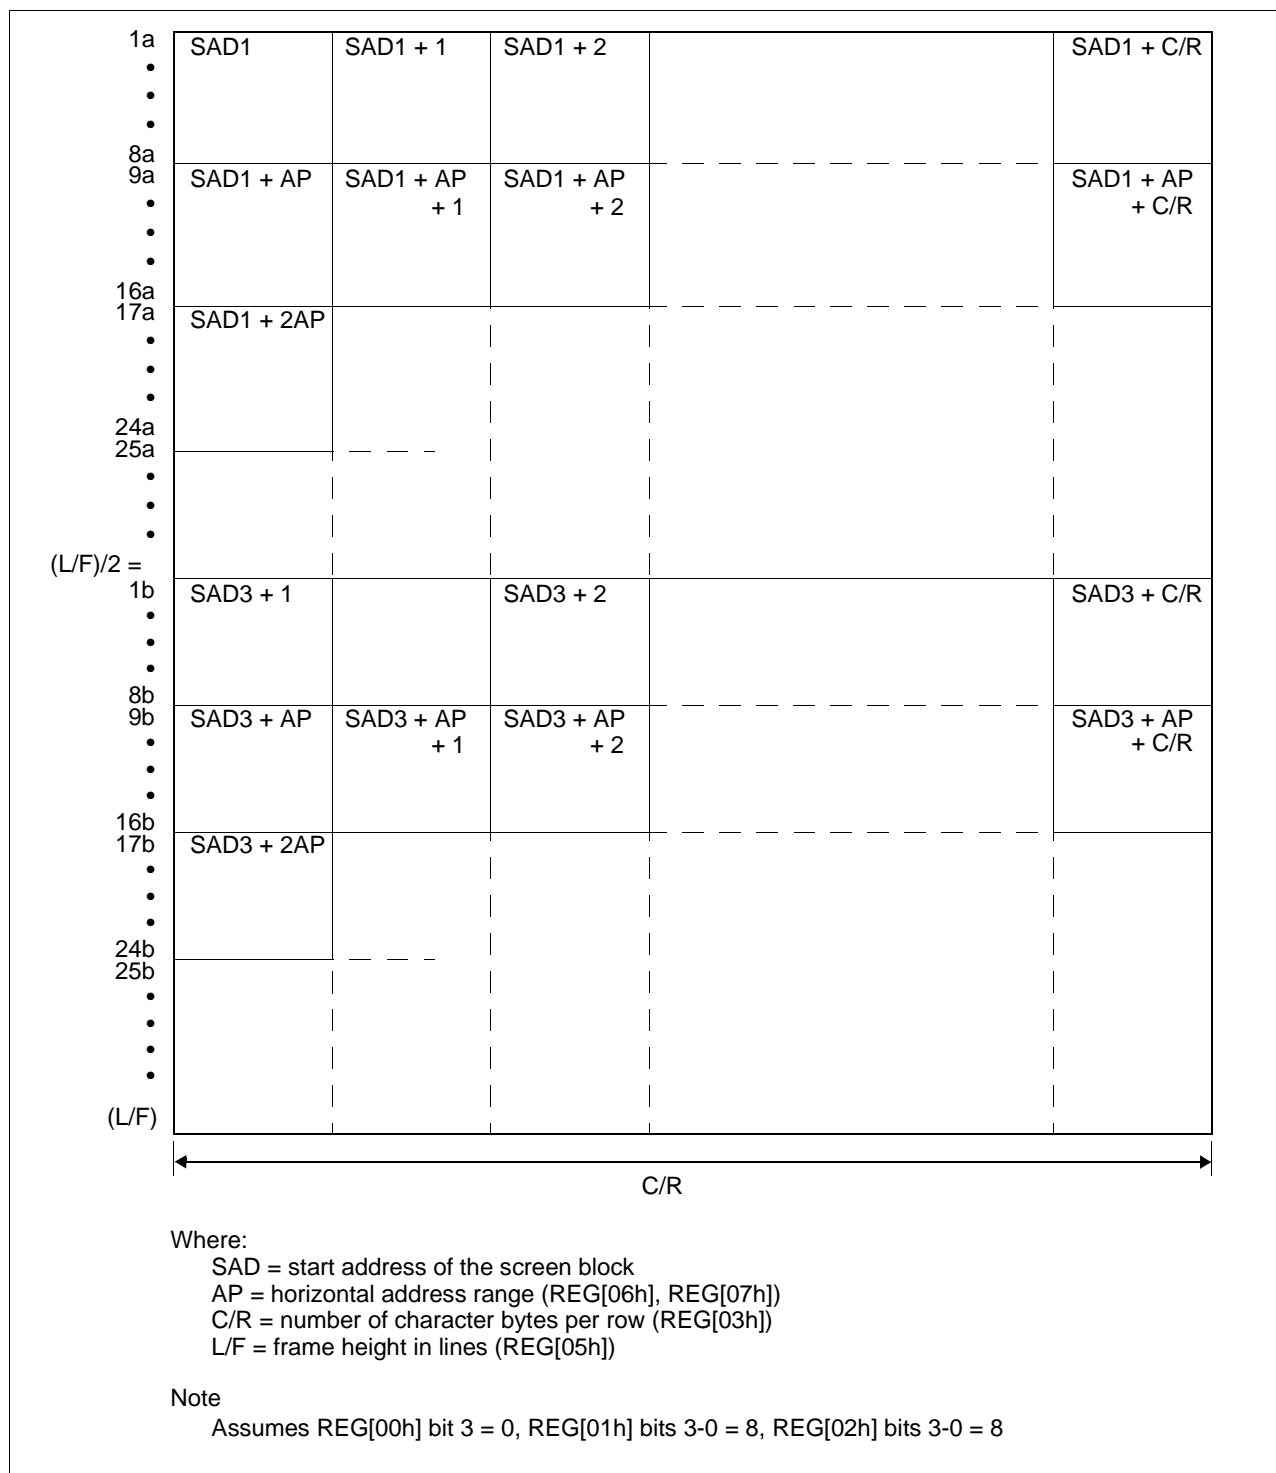 1a SAD1 SAD1 + 1 SAD1 + 2 SAD1 + C/R
•
•
•
8a
9a SAD1 + AP SAD1 + AP SAD1 + AP SAD1 + AP
• + 1 + 2 + C/R
•
•
16a
17a SAD1 + 2AP
•
•
•
24a
25a
•
•
•
(L/F)/2 =
1b SAD3 + 1 SAD3 + 2 SAD3 + C/R
•
•
•
8b
9b SAD3 + AP SAD3 + AP SAD3 + AP SAD3 + AP
• + 1 + 2 + C/R
•
•
16b
17b SAD3 + 2AP
•
•
•
24b
25b
•
•
•
•
(L/F)
C/R
Where:
SAD = start address of the screen block
AP = horizontal address range (REG[06h], REG[07h])
C/R = number of character bytes per row (REG[03h])
L/F = frame height in lines (REG[05h])
Note
Assumes REG[00h] bit 3 = 0, REG[01h] bits 3-0 = 8, REG[02h] bits 3-0 = 8